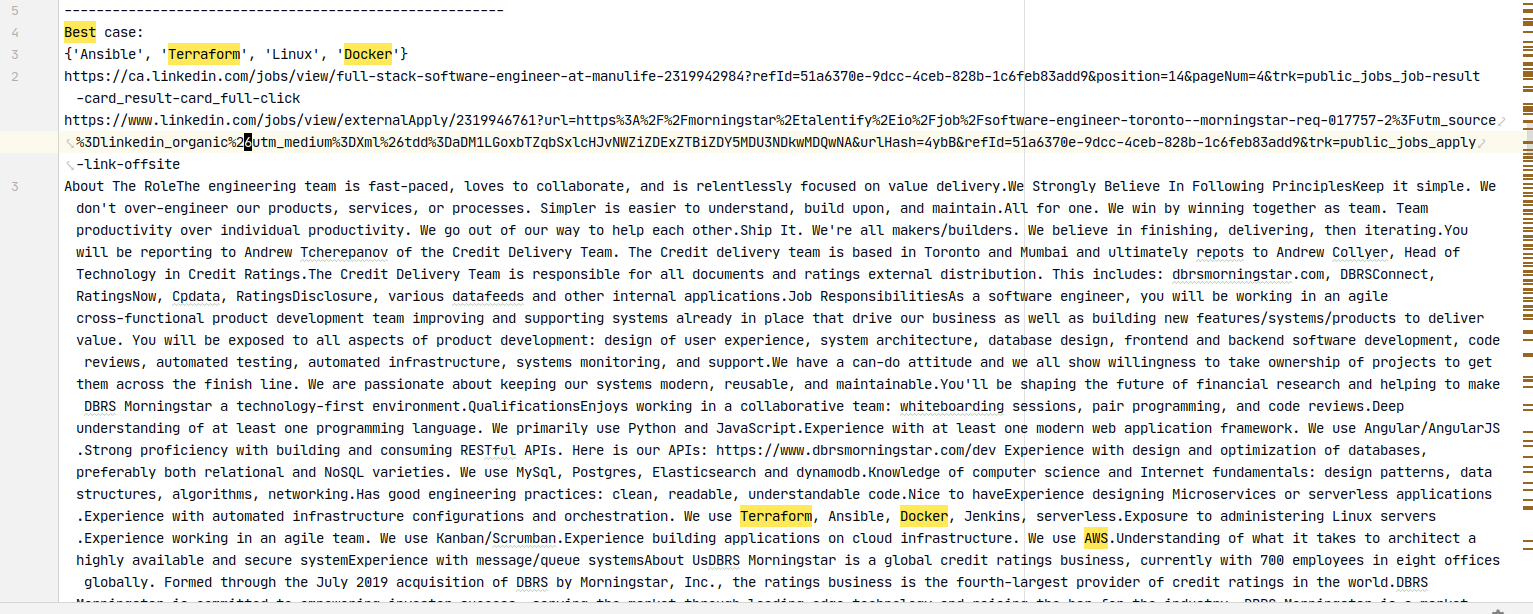 5 -------------------------------------------------------
4 Best case:
3 {'Ansible', 'Terraform', 'Linux', 'Docker'}
2 https://ca.linkedin.com/jobs/view/full-stack-software-engineer-at-manulife-2319942984?refId=51a6370e-9dcc-4ceb-828b-1c6feb83add9&position=14&pageNum=4&trk=public_jobs_job-result
-card_result-card_full-click
https://www.linkedin.com/jobs/view/externalApply/2319946761?url=https%3A%2F%2Fmorningstar%2Etalentify%2Eio%2Fjob%2Fsoftware-engineer-toronto--morningstar-req-017757-2%3Futm_source
%3Dlinkedin_organic%26utm_medium%3DXml%26tdd%3DaDM1LGoxbTZqbSxlcHJvNWZiZDExZTBiZDY5MDU3NDkwMDQwNA&urlHash=4ybB&refId=51a6370e-9dcc-4ceb-828b-1c6feb83add9&trk=public_jobs_apply
-link-offsite
3 About The RoleThe engineering team is fast-paced, loves to collaborate, and is relentlessly focused on value delivery.We Strongly Believe In Following PrinciplesKeep it simple. We
don't over-engineer our products, services, or processes. Simpler is easier to understand, build upon, and maintain.All for one. We win by winning together as team. Team
productivity over individual productivity. We go out of our way to help each other.Ship It. We're all makers/builders. We believe in finishing, delivering, then iterating.You
will be reporting to Andrew Tcherepanov of the Credit Delivery Team. The Credit delivery team is based in Toronto and Mumbai and ultimately repots to Andrew Collyer, Head of
Technology in Credit Ratings.The Credit Delivery Team is responsible for all documents and ratings external distribution. This includes: dbrsmorningstar.com, DBRSConnect,
RatingsNow, Cpdata, RatingsDisclosure, various datafeeds and other internal applications.Job ResponsibilitiesAs a software engineer, you will be working in an agile
cross-functional product development team improving and supporting systems already in place that drive our business as well as building new features/systems/products to deliver
value. You will be exposed to all aspects of product development: design of user experience, system architecture, database design, frontend and backend software development, code
reviews, automated testing, automated infrastructure, systems monitoring, and support.We have a can-do attitude and we all show willingness to take ownership of projects to get
them across the finish line. We are passionate about keeping our systems modern, reusable, and maintainable.You'll be shaping the future of financial research and helping to make
DBRS Morningstar a technology-first environment.QualificationsEnjoys working in a collaborative team: whiteboarding sessions, pair programming, and code reviews.Deep
understanding of at least one programming language. We primarily use Python and JavaScript.Experience with at least one modern web application framework. We use Angular/AngularJS
.Strong proficiency with building and consuming RESTful APIs. Here is our APIs: https://www.dbrsmorningstar.com/dev Experience with design and optimization of databases,
preferably both relational and NoSQL varieties. We use MySql, Postgres, Elasticsearch and dynamodb.Knowledge of computer science and Internet fundamentals: design patterns, data
structures, algorithms, networking.Has good engineering practices: clean, readable, understandable code.Nice to haveExperience designing Microservices or serverless applications
.Experience with automated infrastructure configurations and orchestration. We use Terraform, Ansible, Docker, Jenkins, serverless.Exposure to administering Linux servers
.Experience working in an agile team. We use Kanban/Scrumban.Experience building applications on cloud infrastructure. We use AWS.Understanding of what it takes to architect a
highly available and secure systemExperience with message/queue systemsAbout UsDBRS Morningstar is a global credit ratings business, currently with 700 employees in eight offices
globally. Formed through the July 2019 acquisition of DBRS by Morningstar, Inc., the ratings business is the fourth-largest provider of credit ratings in the world.DBRS